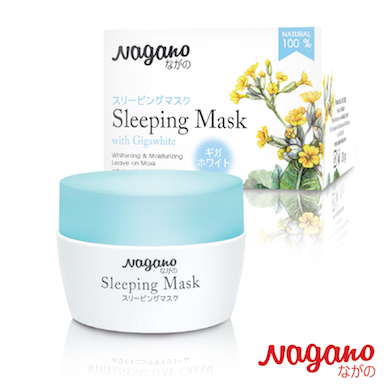 Nagano
ながの
NATURAL
100 %
スリーピングマスク
Sleeping Mask
with Gigawhite
Whitening & Moisturizing
Leave on Mask
ギガ
ホワイト
Nagano
ながの
Sleeping Mask
スリーピングマスク
Nagano
ながの